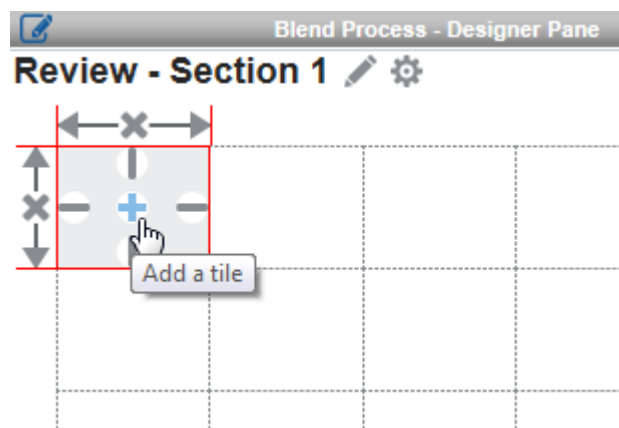 Blend Process - Designer Pane
Review - Section 1
Add a tile